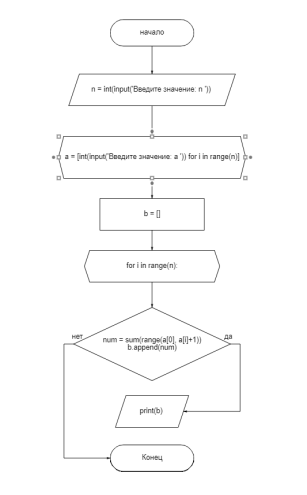 начало
n = int(input('Введите значение: n '))
a = [int(input('Введите значение: a ')) for i in range(n)]
b = []
for i in range(n):
нет
да
num = sum(range(a[0], a[i]+1))
b.append(num)
print(b)
Конец